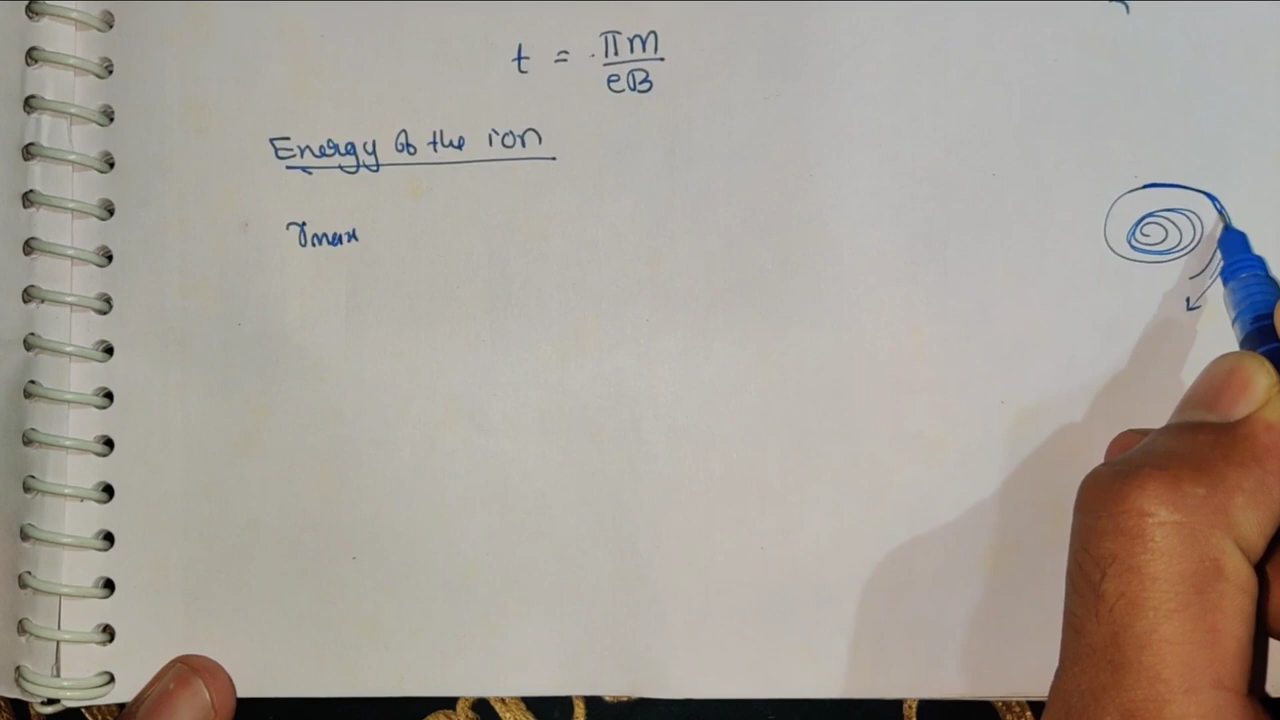 t = πm / eB
Energy of the ion
rmax